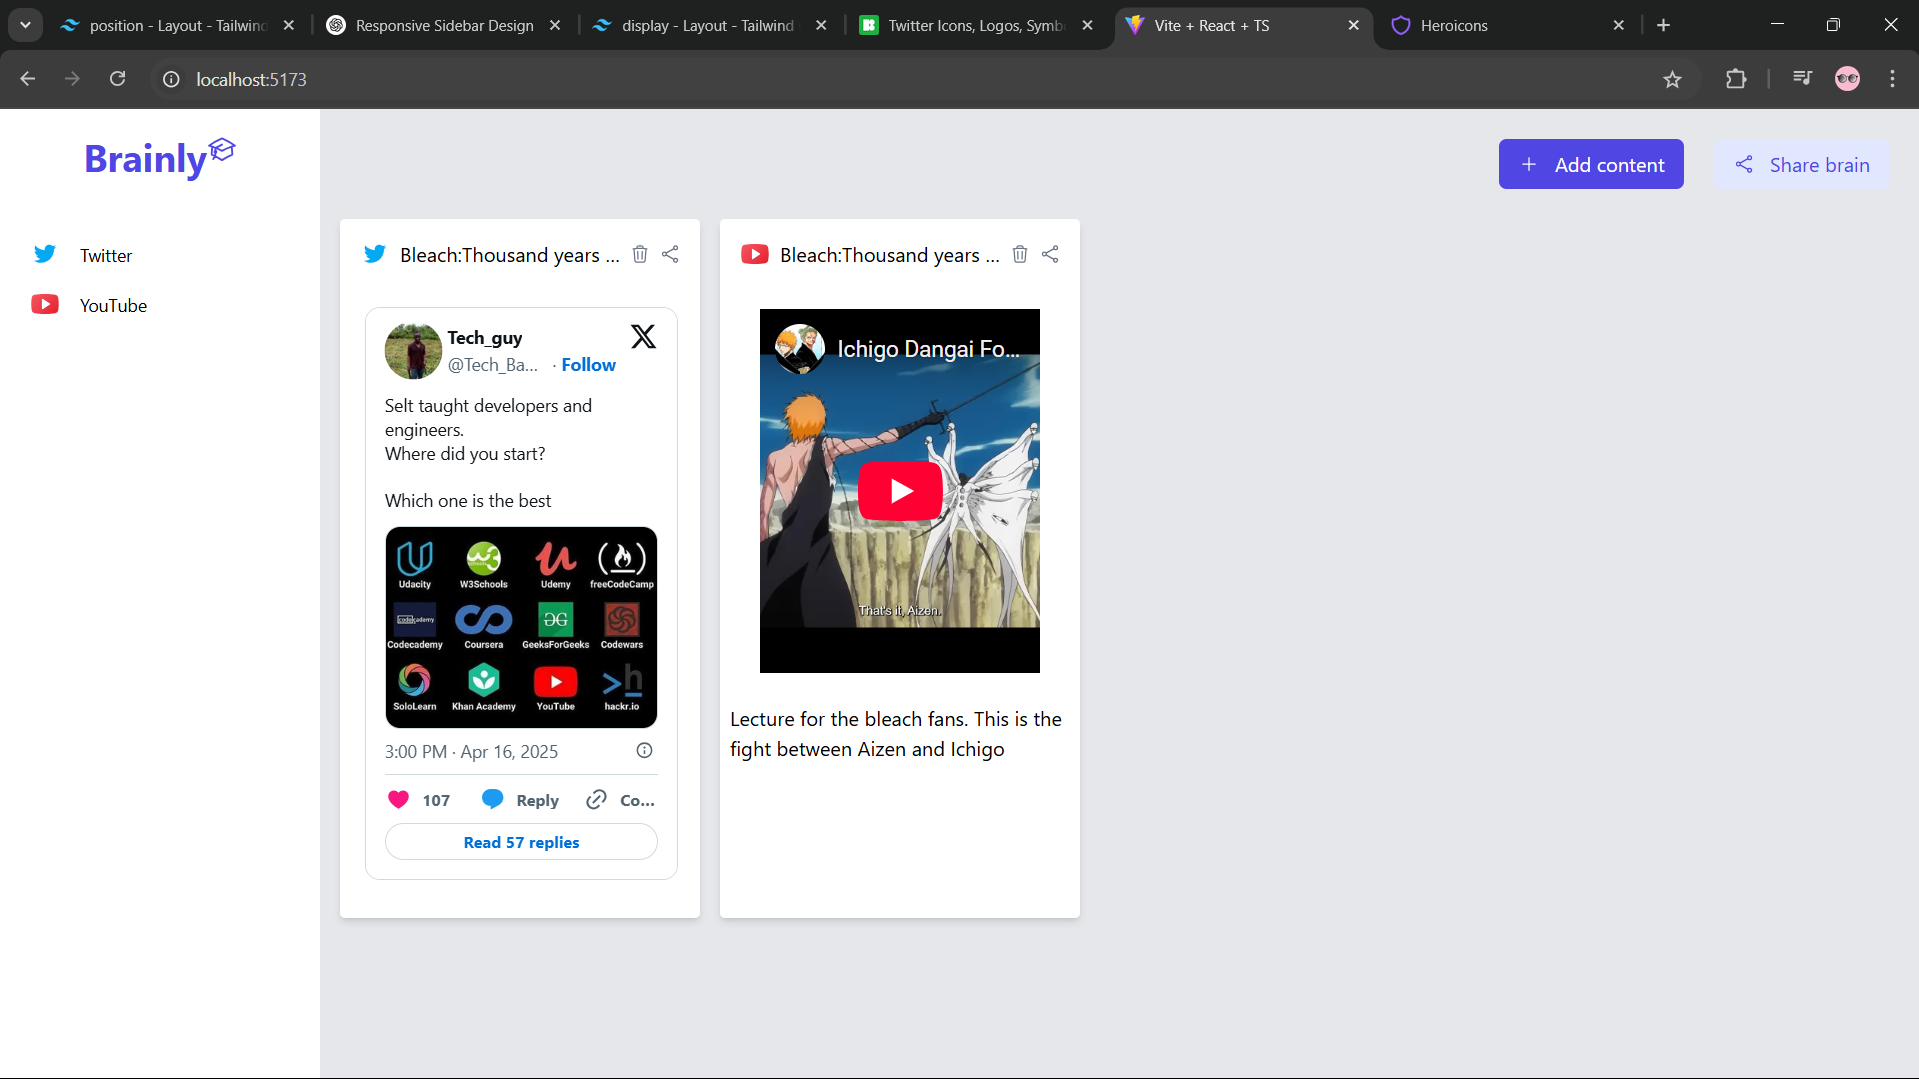 position - Layout - Tailwind
Responsive Sidebar Design
display - Layout - Tailwind
Twitter Icons, Logos, Symb
Vite + React + TS
Heroicons
localhost:5173
Brainly
Add content
Share brain
Twitter
YouTube
Bleach:Thousand years ...
Bleach:Thousand years ...
Tech_guy
@Tech_Ba... · Follow
Selt taught developers and
engineers.
Where did you start?
Which one is the best
Udacity W3Schools Udemy freeCodeCamp
codecademy
Codecademy Coursera GeeksForGeeks Codewars
SoloLearn Khan Academy YouTube hackr.io
3:00 PM · Apr 16, 2025
107 Reply Co...
Read 57 replies
Ichigo Dangai Fo...
That's it, Aizen.
Lecture for the bleach fans. This is the
fight between Aizen and Ichigo